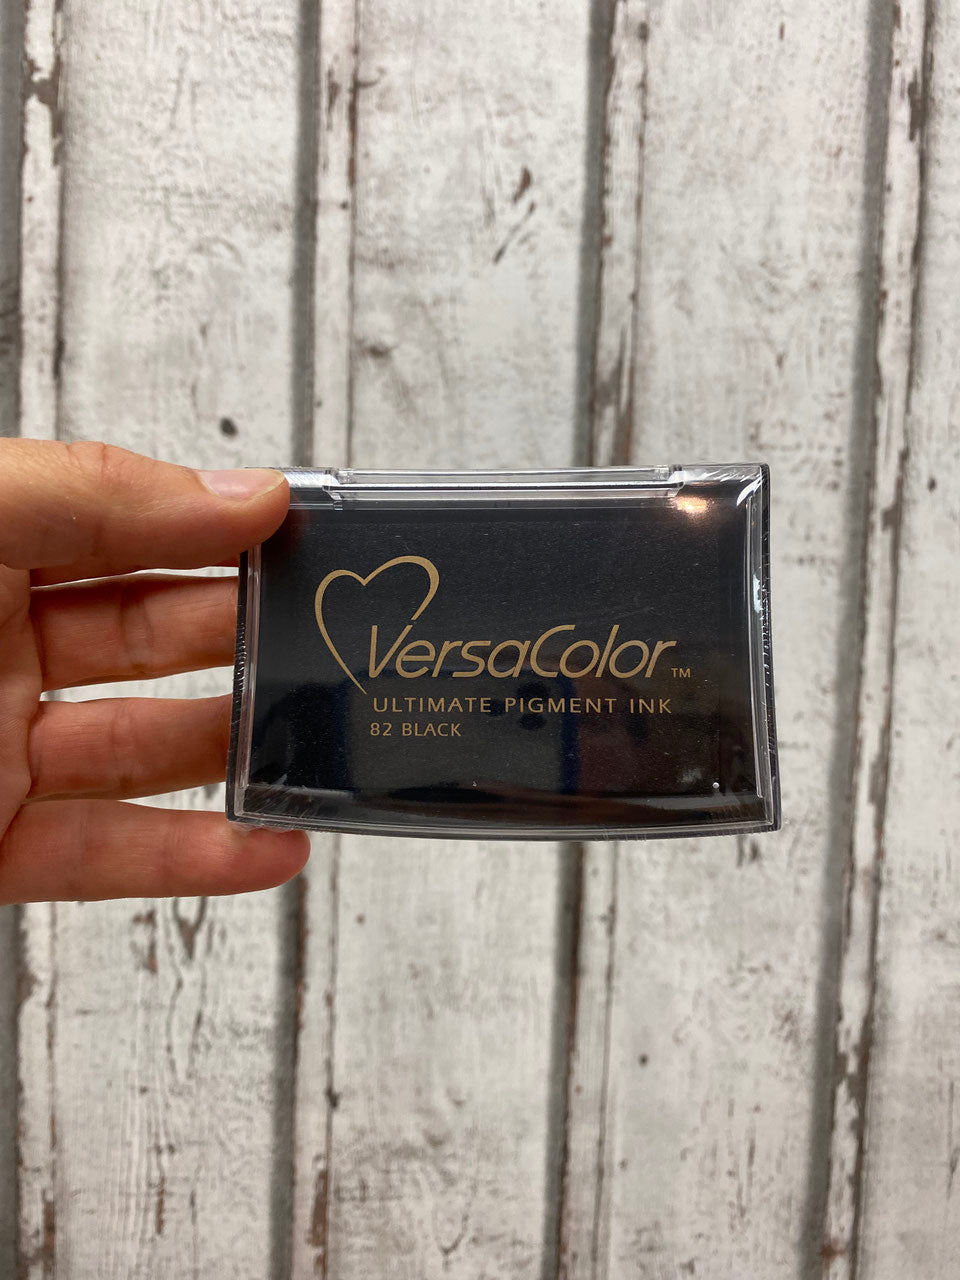 VersaColor™
ULTIMATE PIGMENT INK
82 BLACK